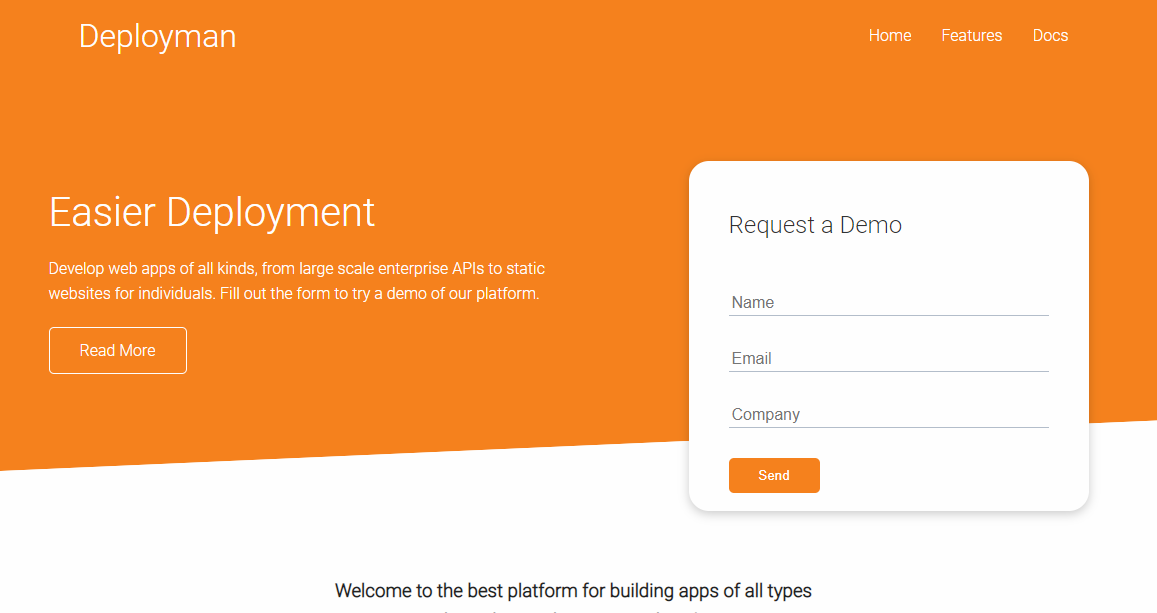 Deployman
Home Features Docs
Easier Deployment
Develop web apps of all kinds, from large scale enterprise APIs to static
websites for individuals. Fill out the form to try a demo of our platform.
Read More
Request a Demo
Name
Email
Company
Send
Welcome to the best platform for building apps of all types